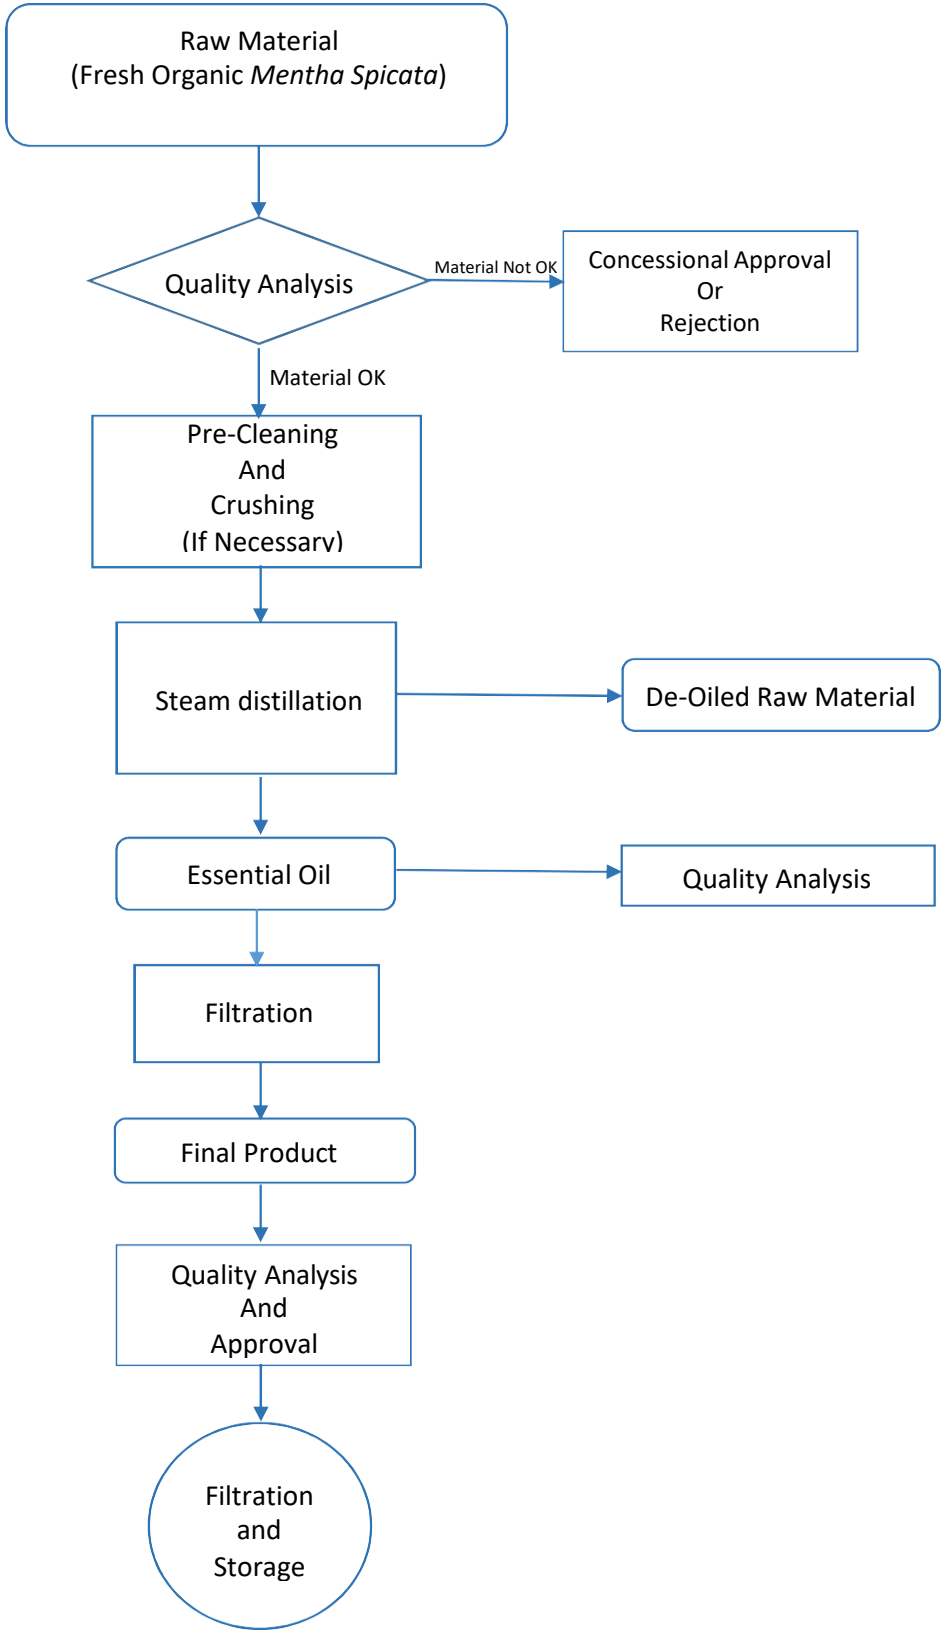 Raw Material
(Fresh Organic Mentha Spicata)
Quality Analysis
Material Not OK
Concessional Approval
Or
Rejection
Material OK
Pre-Cleaning
And
Crushing
(If Necessary)
Steam distillation
De-Oiled Raw Material
Essential Oil
Quality Analysis
Filtration
Final Product
Quality Analysis
And
Approval
Filtration
and
Storage